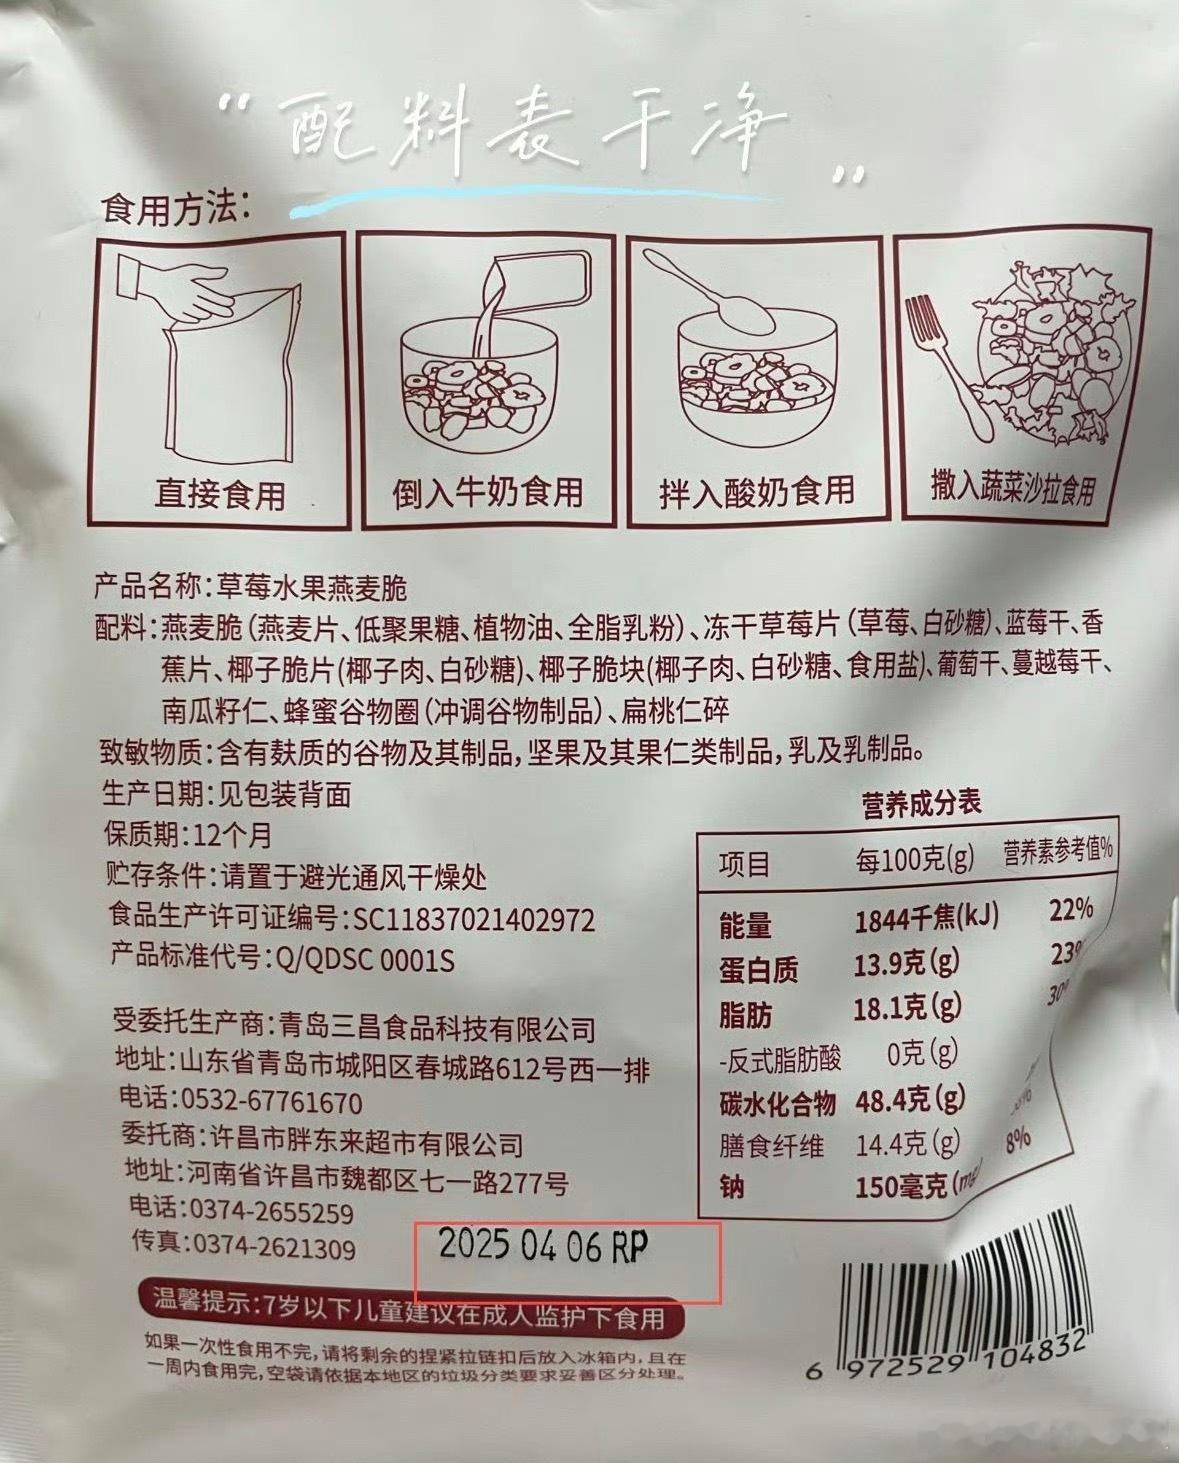 “配料表干净”
食用方法：
直接食用
倒入牛奶食用
拌入酸奶食用
撒入蔬菜沙拉食用
产品名称：草莓水果燕麦脆
配料：燕麦脆（燕麦片、低聚果糖、植物油、全脂乳粉）、冻干草莓片（草莓、白砂糖）、蓝莓干、香
蕉片、椰子脆片(椰子肉、白砂糖)、椰子脆块(椰子肉、白砂糖、食用盐)、葡萄干、蔓越莓干、
南瓜籽仁、蜂蜜谷物圈（冲调谷物制品）、扁桃仁碎
致敏物质：含有麸质的谷物及其制品，坚果及其果仁类制品，乳及乳制品。
生产日期：见包装背面
保质期：12个月
贮存条件：请置于避光通风干燥处
食品生产许可证编号：SC11837021402972
产品标准代号：Q/QDSC 0001S
受委托生产商：青岛三昌食品科技有限公司
地址：山东省青岛市城阳区春城路612号西一排
电话：0532-67761670
委托商：许昌市胖东来超市有限公司
地址：河南省许昌市魏都区七一路277号
电话：0374-2655259
传真：0374-2621309
营养成分表
项目 每100克(g) 营养素参考值%
能量 1844千焦(kJ) 22%
蛋白质 13.9克(g) 23
脂肪 18.1克(g) 30
-反式脂肪酸 0克(g)
碳水化合物 48.4克(g)
膳食纤维 14.4克(g)
钠 150毫克(mg 8%
2025 04 06 RP
温馨提示：7岁以下儿童建议在成人监护下食用
如果一次性食用不完，请将剩余的捏紧拉链扣后放入冰箱内，且在
一周内食用完，空袋请依据本地区的垃圾分类要求妥善区分处理。
6 972529 104832